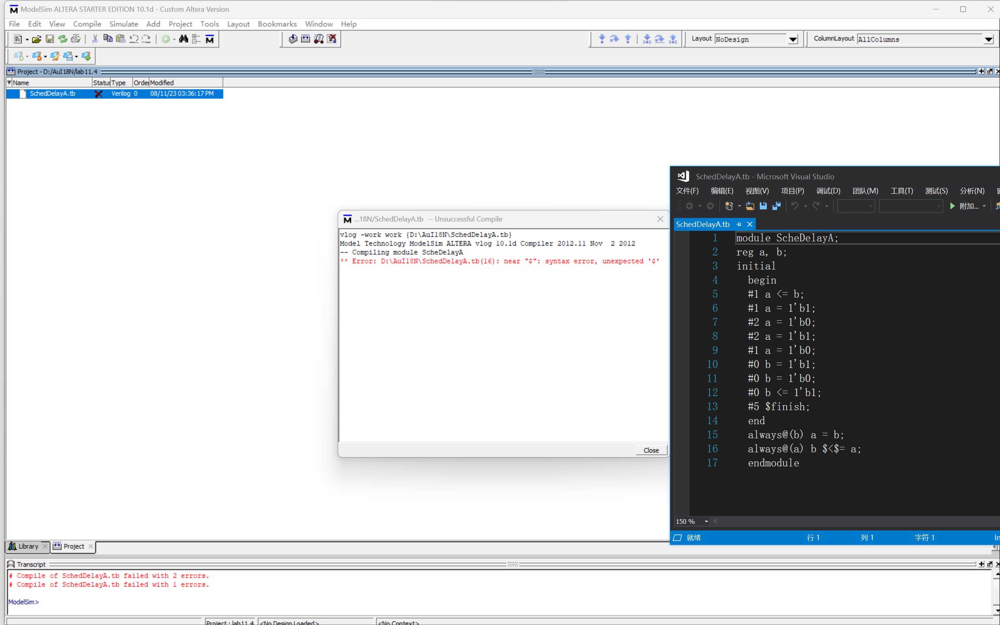 ModelSim ALTERA STARTER EDITION 10.1d - Custom Altera Version
File Edit View Compile Simulate Add Project Tools Layout Bookmarks Window Help
Layout NoDesign ColumnLayout AllColumns
Project - D:/AuI18N/lab11.4
Name Status Type Order Modified
SchedDelayA.tb Verilog 0 08/11/23 03:36:17 PM
...18N/SchedDelayA.tb -- Unsuccessful Compile
vlog -work work {D:\AuI18N\SchedDelayA.tb}
Model Technology ModelSim ALTERA vlog 10.1d Compiler 2012.11 Nov  2 2012
-- Compiling module ScheDelayA
** Error: D:\AuI18N\SchedDelayA.tb(16): near "$": syntax error, unexpected '$'
Close
SchedDelayA.tb - Microsoft Visual Studio
文件(F) 编辑(E) 视图(V) 项目(P) 调试(D) 团队(M) 工具(T) 测试(S) 分析(N)
附加...
SchedDelayA.tb
1 module ScheDelayA;
2 reg a, b;
3 initial
4 begin
5 #1 a <= b;
6 #1 a = 1'b1;
7 #2 a = 1'b0;
8 #2 a = 1'b1;
9 #1 a = 1'b0;
10 #0 b = 1'b1;
11 #0 b = 1'b0;
12 #0 b <= 1'b1;
13 #5 $finish;
14 end
15 always@(b) a = b;
16 always@(a) b $<$= a;
17 endmodule
150 %
就绪 行 1 列 1 字符 1 In
Library Project
Transcript
# Compile of SchedDelayA.tb failed with 2 errors.
# Compile of SchedDelayA.tb failed with 1 errors.
ModelSim>
Project : lab11.4 <No Design Loaded> <No Context>